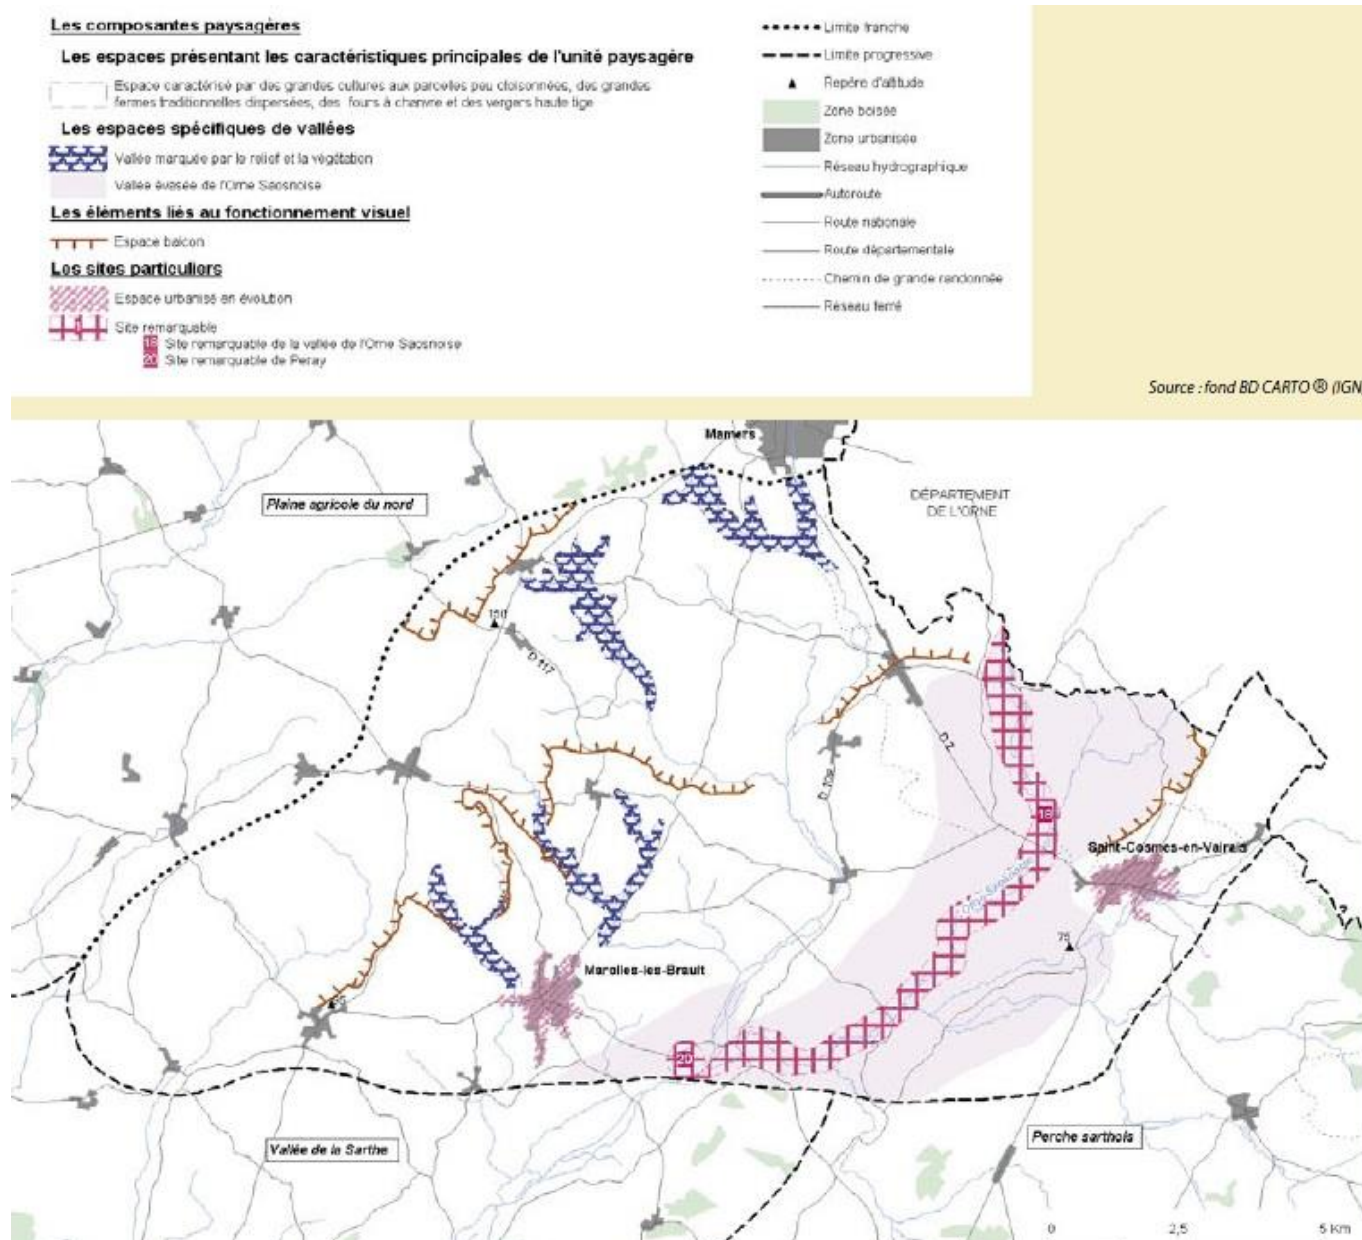 Les composantes paysagères
Les espaces présentant les caractéristiques principales de l'unité paysagère
Espace caractérisé par des grandes cultures aux parcelles peu cloisonnées, des grandes
fermes traditionnelles dispersées, des fours à chanvre et des vergers haute tige
Les espaces spécifiques de vallées
Vallée marquée par le relief et la végétation
Vallée évasée de l'Orne Saosnoise
Les éléments liés au fonctionnement visuel
Espace balcon
Les sites particuliers
Espace urbanisé en évolution
Site remarquable
18 Site remarquable de la vallée de l'Orne Saosnoise
20 Site remarquable de Peray
Limite franche
Limite progressive
Repère d'altitude
Zone boisée
Zone urbanisée
Réseau hydrographique
Autoroute
Route nationale
Route départementale
Chemin de grande randonnée
Réseau ferré
Source : fond BD CARTO ® (IGN
Mamers
Plaine agricole du nord
DÉPARTEMENT
DE L'ORNE
150
D 117
D 2
18
Saint-Cosmes-en-Vairais
Orne Saosnoise
75
Marolles-les-Brault
20
Vallée de la Sarthe
Perche sarthois
0 2,5 5 Km